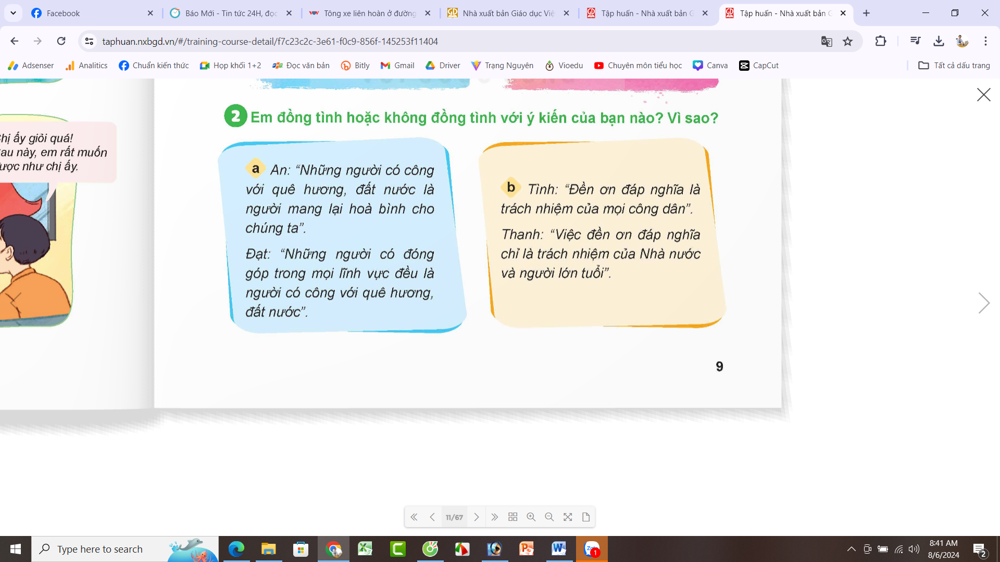 Facebook
Báo Mới - Tin tức 24H, đọc
Tông xe liên hoàn ở đường
Nhà xuất bản Giáo dục Việ
Tập huấn - Nhà xuất bản G
Tập huấn - Nhà xuất bản G
taphuan.nxbgd.vn/#/training-course-detail/f7c23c2c-3e61-f0c9-856f-145253f11404
Adsenser
Analitics
Chuẩn kiến thức
Họp khối 1+2
Đọc văn bản
Bitly
Gmail
Driver
Trạng Nguyên
Vioedu
Chuyên môn tiểu học
Canva
CapCut
Tất cả dấu trang
hị ấy giỏi quá!
au này, em rất muốn
ược như chị ấy.
2 Em đồng tình hoặc không đồng tình với ý kiến của bạn nào? Vì sao?
a An: “Những người có công
với quê hương, đất nước là
người mang lại hoà bình cho
chúng ta”.
Đạt: “Những người có đóng
góp trong mọi lĩnh vực đều là
người có công với quê hương,
đất nước”.
b Tình: “Đền ơn đáp nghĩa là
trách nhiệm của mọi công dân”.
Thanh: “Việc đền ơn đáp nghĩa
chỉ là trách nhiệm của Nhà nước
và người lớn tuổi”.
9
11/67
Type here to search
8:41 AM
8/6/2024
2